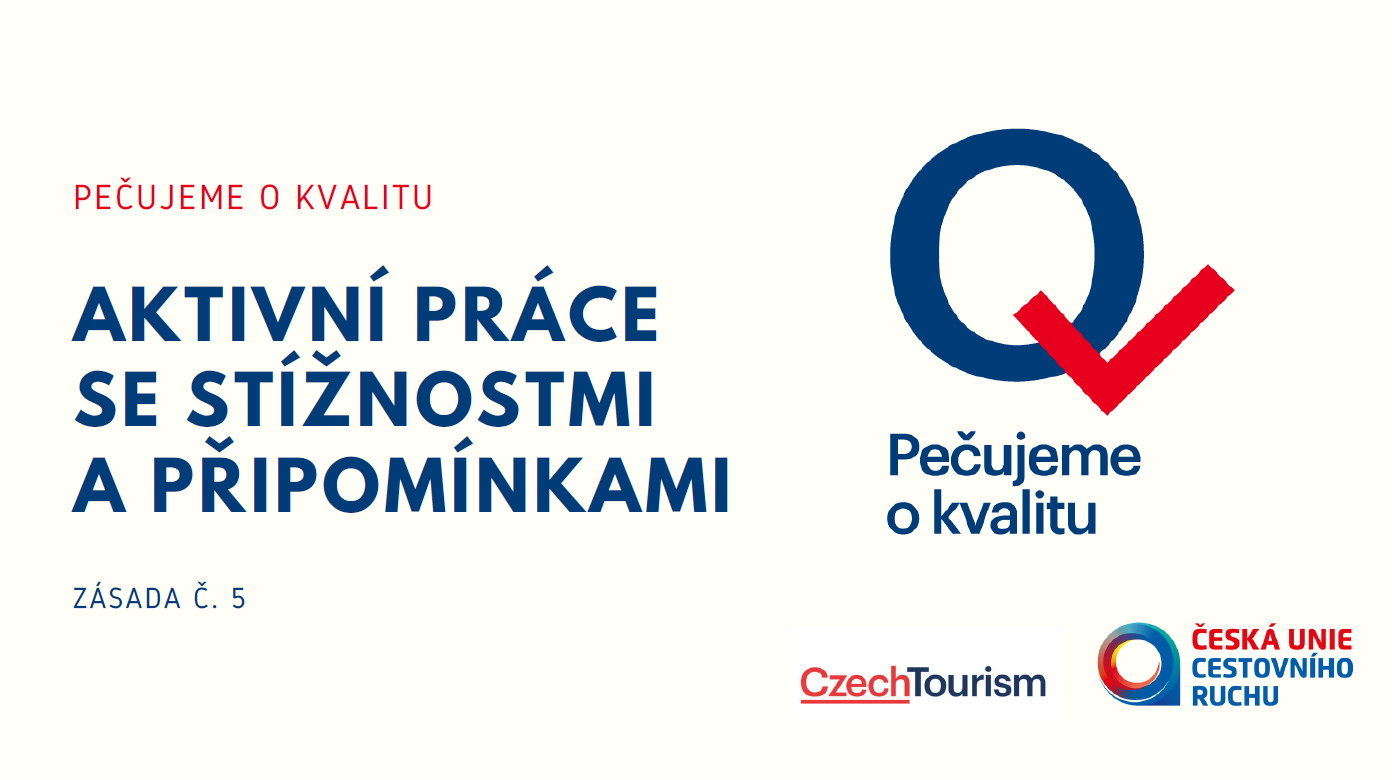 PEČUJEME O KVALITU
AKTIVNÍ PRÁCE
SE STÍŽNOSTMI
A PŘIPOMÍNKAMI
ZÁSADA Č. 5
Pečujeme
o kvalitu
CzechTourism
ČESKÁ UNIE
CESTOVNÍHO
RUCHU